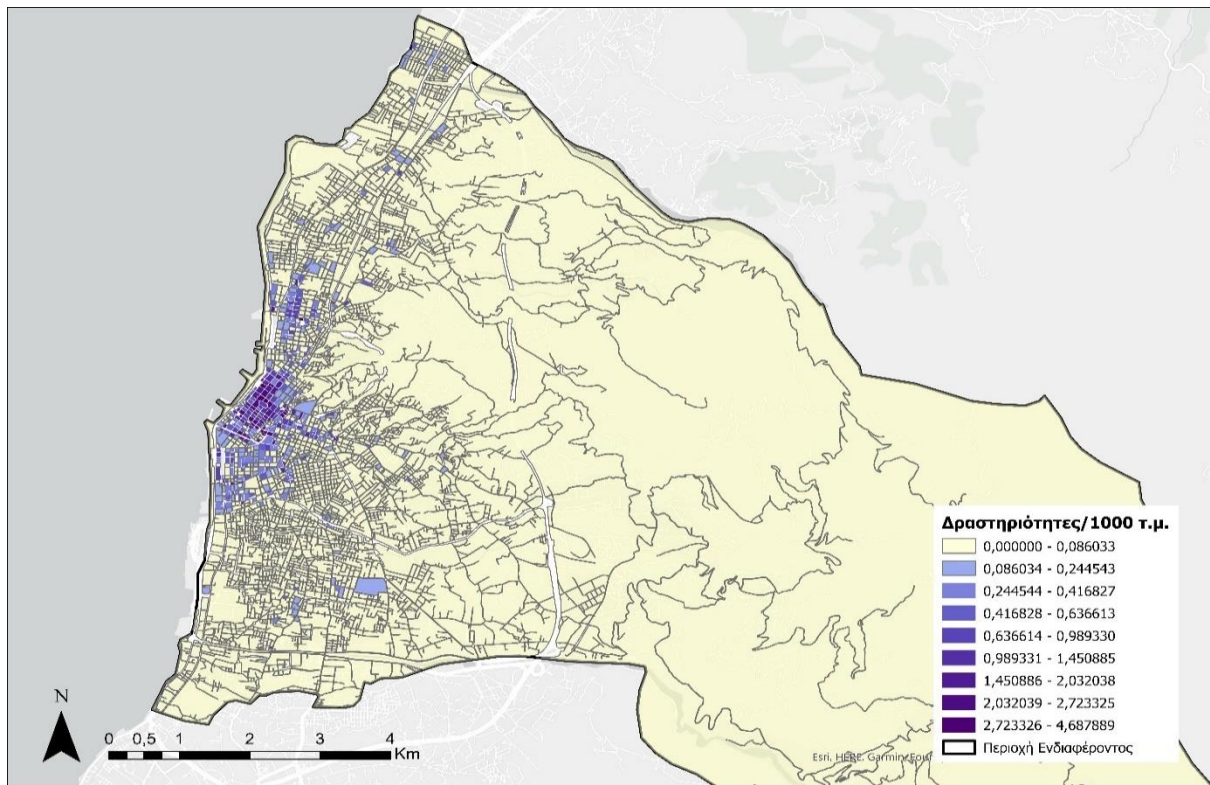 Δραστηριότητες/1000 τ.μ.
0,000000 - 0,086033
0,086034 - 0,244543
0,244544 - 0,416827
0,416828 - 0,636613
0,636614 - 0,989330
0,989331 - 1,450885
1,450886 - 2,032038
2,032039 - 2,723325
2,723326 - 4,687889
Περιοχή Ενδιαφέροντος
N
0 0,5 1 2 3 4
Km
Esri, HERE, Garmin,